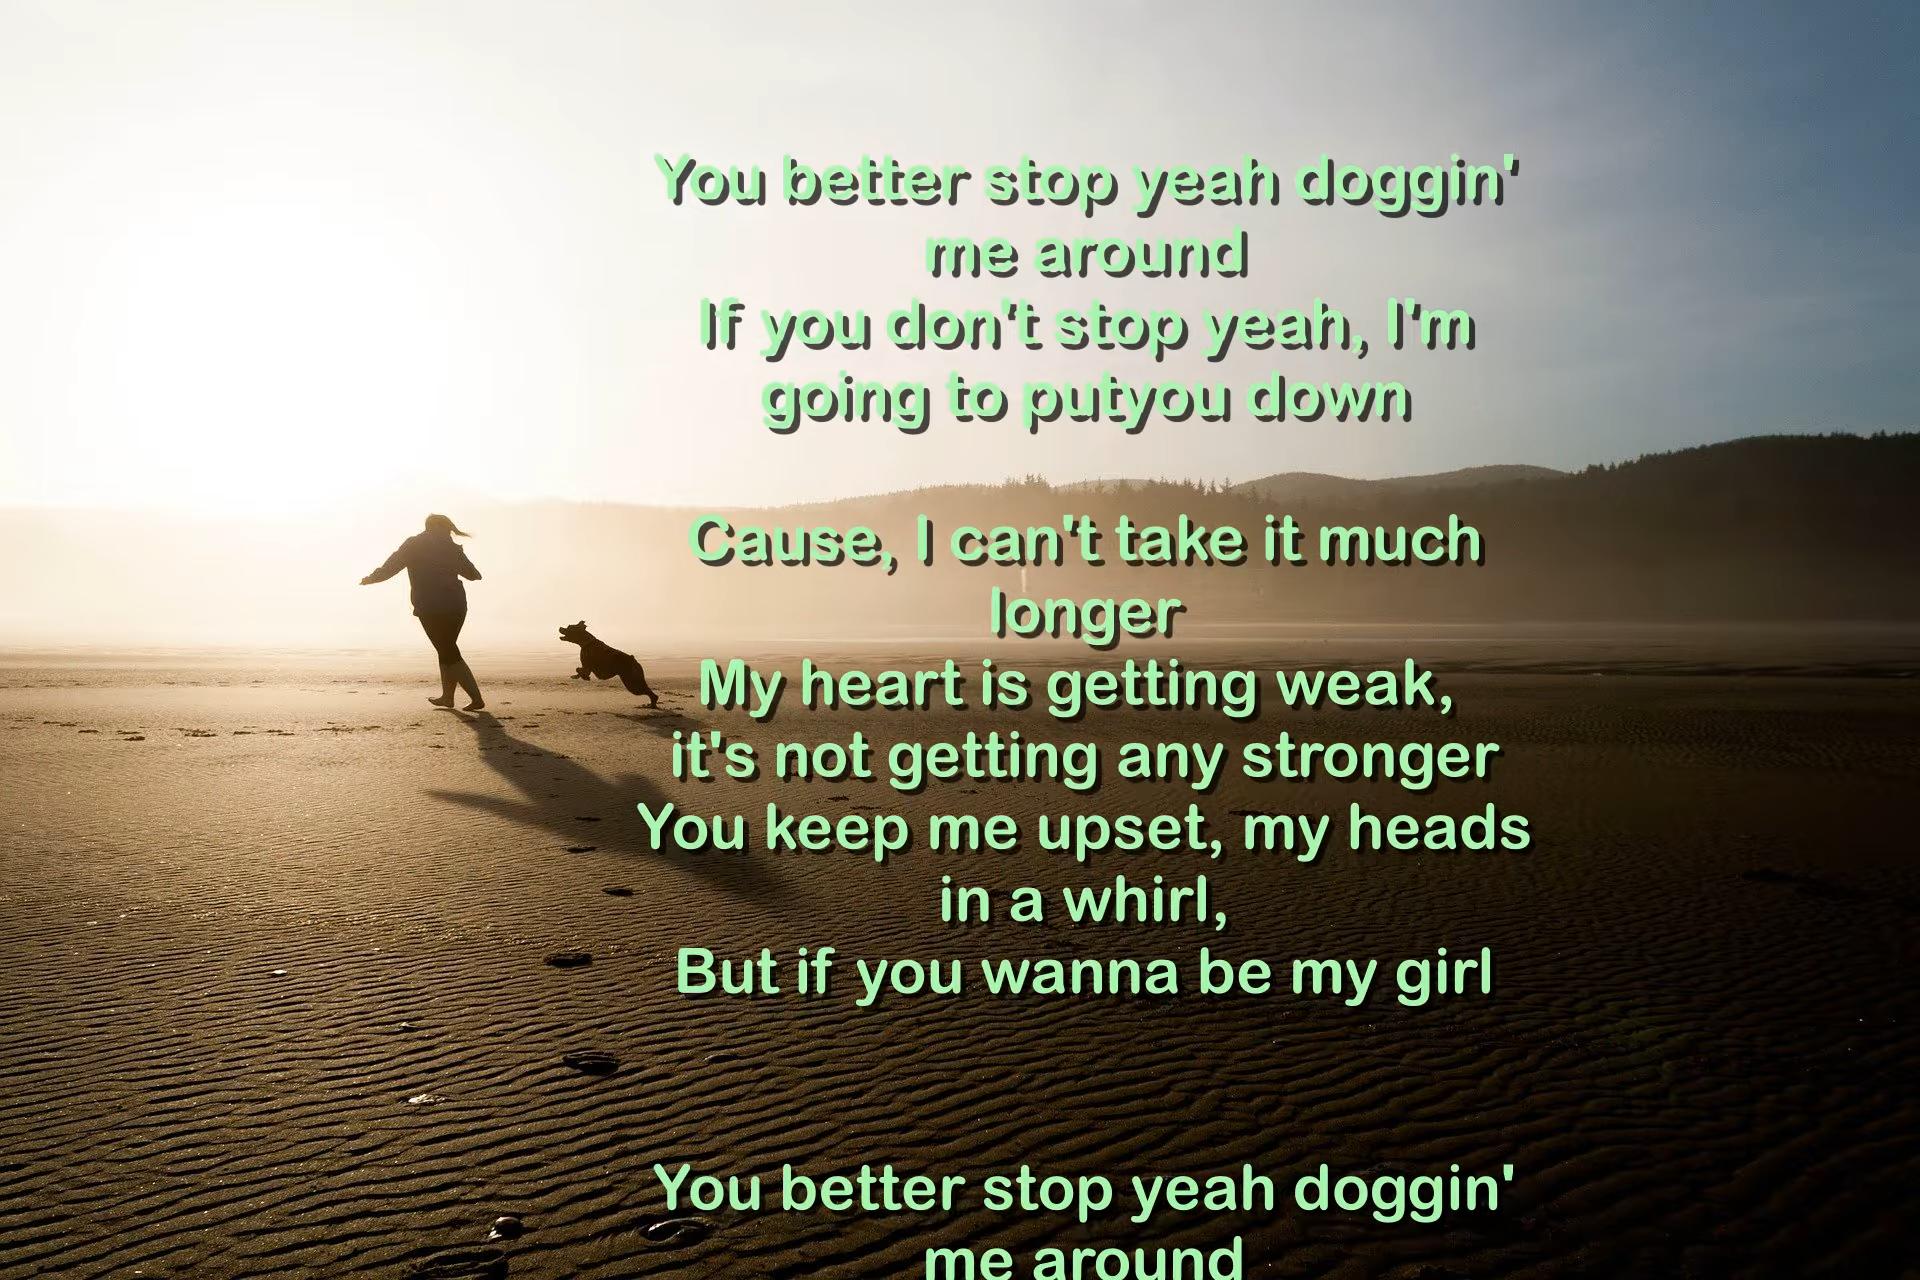 You better stop yeah doggin'
me around
If you don't stop yeah, I'm
going to putyou down
Cause, I can't take it much
longer
My heart is getting weak,
it's not getting any stronger
You keep me upset, my heads
in a whirl,
But if you wanna be my girl
You better stop yeah doggin'
me around